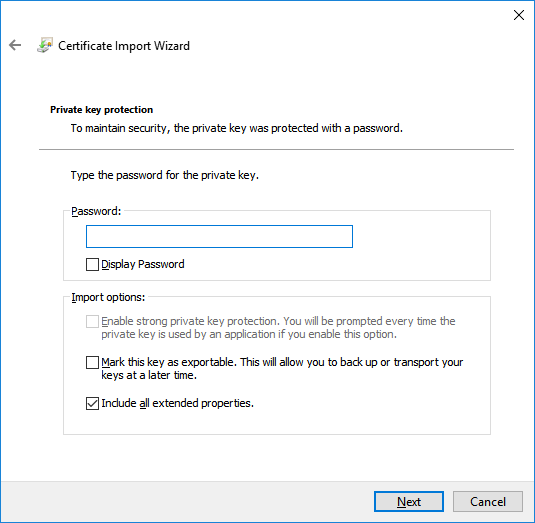 Certificate Import Wizard
Private key protection
To maintain security, the private key was protected with a password.
Type the password for the private key.
Password:
Display Password
Import options:
Enable strong private key protection. You will be prompted every time the
private key is used by an application if you enable this option.
Mark this key as exportable. This will allow you to back up or transport your
keys at a later time.
Include all extended properties.
Next
Cancel